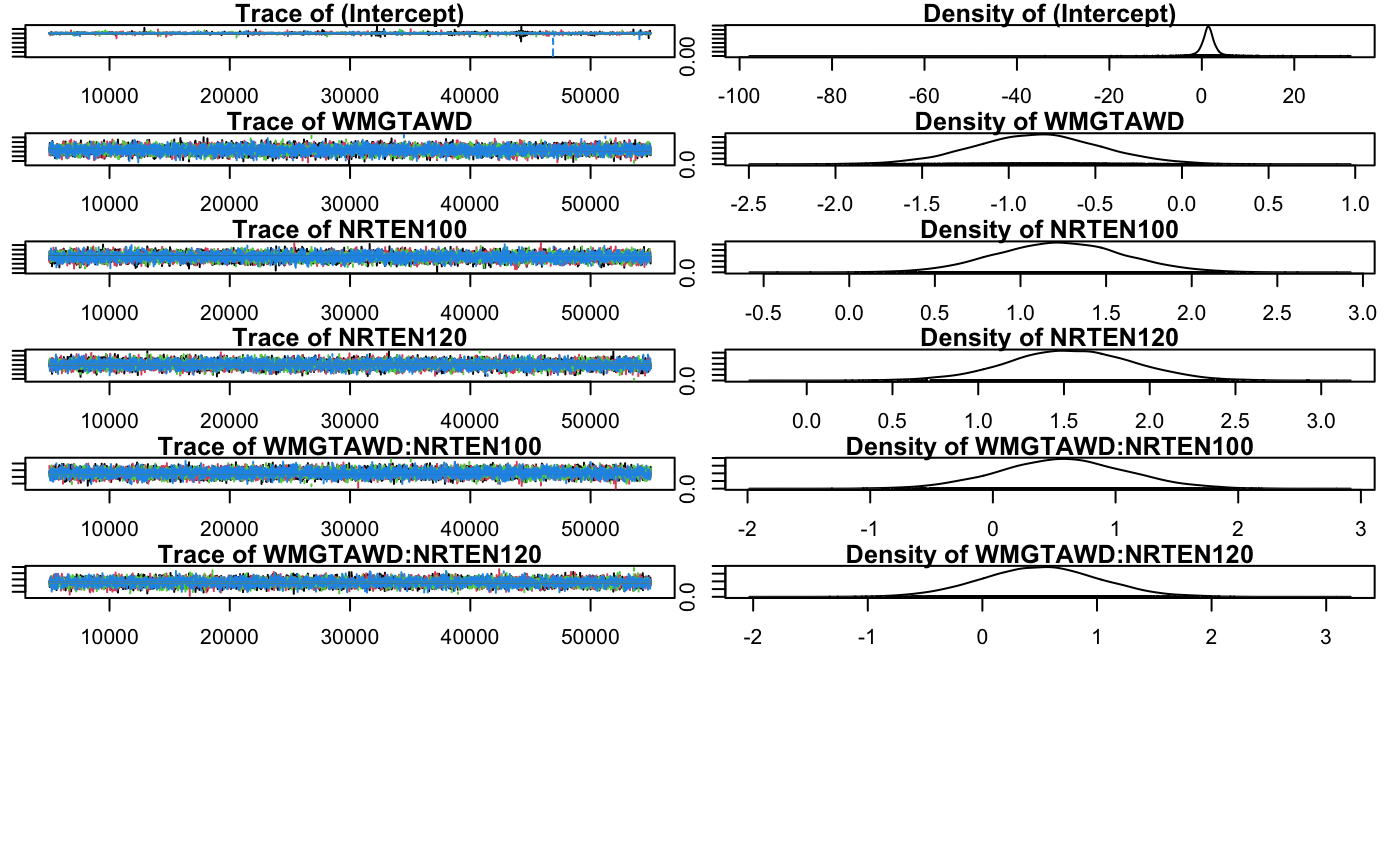 Trace of (Intercept) Density of (Intercept)
0.00
10000 20000 30000 40000 50000 -100 -80 -60 -40 -20 0 20
Trace of WMGTAWD Density of WMGTAWD
0.0
10000 20000 30000 40000 50000 -2.5 -2.0 -1.5 -1.0 -0.5 0.0 0.5 1.0
Trace of NRTEN100 Density of NRTEN100
0.0
10000 20000 30000 40000 50000 -0.5 0.0 0.5 1.0 1.5 2.0 2.5 3.0
Trace of NRTEN120 Density of NRTEN120
0.0
10000 20000 30000 40000 50000 0.0 0.5 1.0 1.5 2.0 2.5 3.0
Trace of WMGTAWD:NRTEN100 Density of WMGTAWD:NRTEN100
0.0
10000 20000 30000 40000 50000 -2 -1 0 1 2 3
Trace of WMGTAWD:NRTEN120 Density of WMGTAWD:NRTEN120
0.0
10000 20000 30000 40000 50000 -2 -1 0 1 2 3